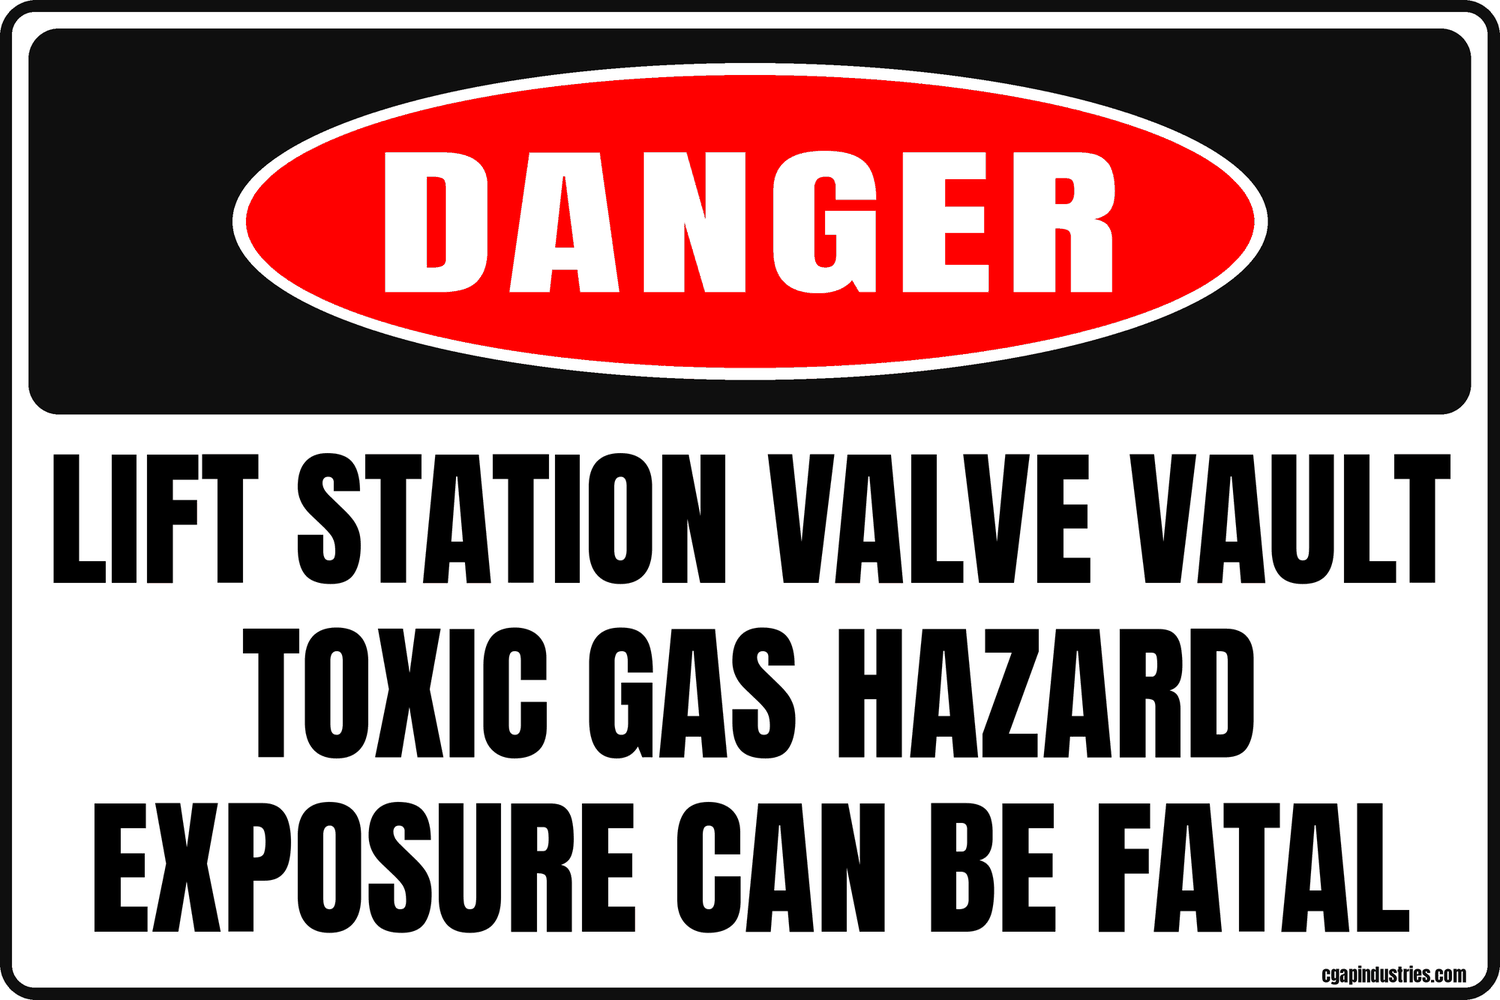 DANGER
LIFT STATION VALVE VAULT
TOXIC GAS HAZARD
EXPOSURE CAN BE FATAL
cgapindustries.com